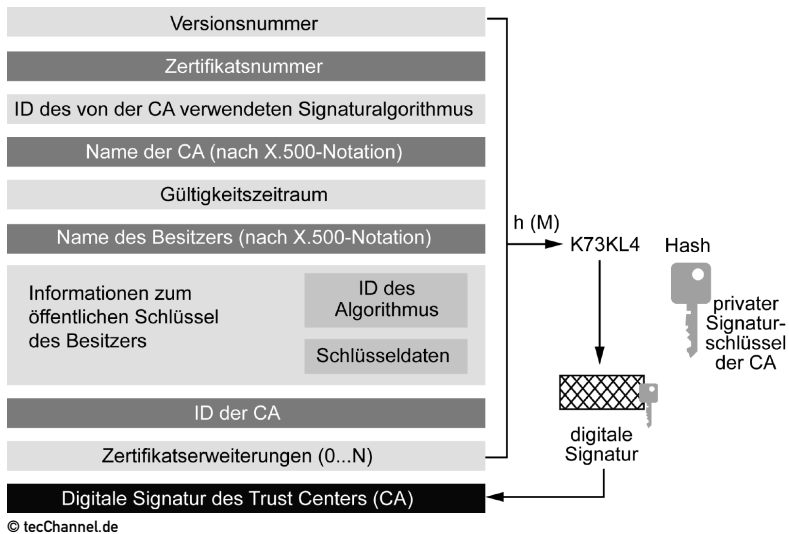 Versionsnummer
Zertifikatsnummer
ID des von der CA verwendeten Signaturalgorithmus
Name der CA (nach X.500-Notation)
Gültigkeitszeitraum
Name des Besitzers (nach X.500-Notation)
Informationen zum
öffentlichen Schlüssel
des Besitzers
ID des
Algorithmus
Schlüsseldaten
ID der CA
Zertifikatserweiterungen (0...N)
Digitale Signatur des Trust Centers (CA)
h (M)
K73KL4
Hash
privater
Signatur-
schlüssel
der CA
digitale
Signatur
© tecChannel.de